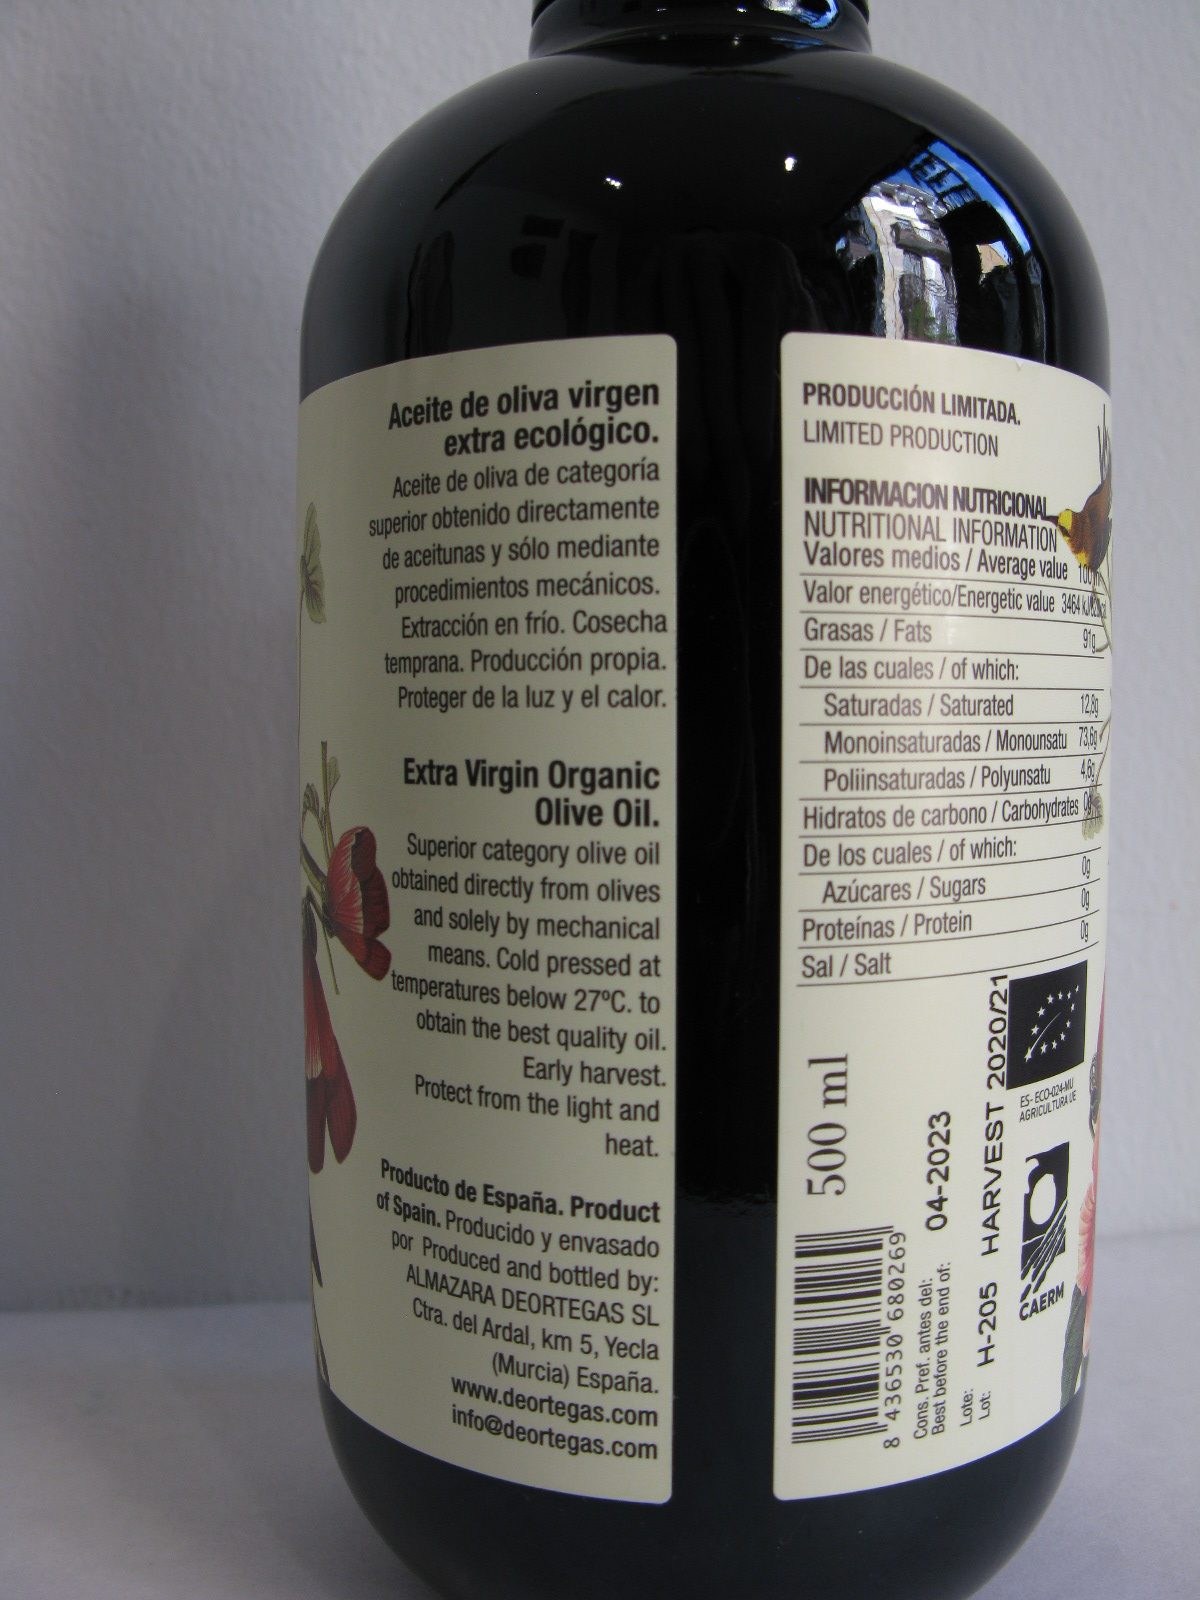 Aceite de oliva virgen
extra ecológico.
Aceite de oliva de categoría
superior obtenido directamente
de aceitunas y sólo mediante
procedimientos mecánicos.
Extracción en frío. Cosecha
temprana. Producción propia.
Proteger de la luz y el calor.
Extra Virgin Organic
Olive Oil.
Superior category olive oil
obtained directly from olives
and solely by mechanical
means. Cold pressed at
temperatures below 27ºC. to
obtain the best quality oil.
Early harvest.
Protect from the light and
heat.
Producto de España. Product
of Spain. Producido y envasado
por Produced and bottled by:
ALMAZARA DEORTEGAS SL
Ctra. del Ardal, km 5, Yecla
(Murcia) España.
www.deortegas.com
info@deortegas.com
PRODUCCIÓN LIMITADA.
LIMITED PRODUCTION
INFORMACION NUTRICIONAL
NUTRITIONAL INFORMATION
Valores medios / Average value
Valor energético/Energetic value 3464
Grasas / Fats 91g
De las cuales / of which:
Saturadas / Saturated 12,8g
Monoinsaturadas / Monounsatu 73,6g
Poliinsaturadas / Polyunsatu 4,6g
Hidratos de carbono / Carbohydrates 0g
De los cuales / of which:
Azúcares / Sugars 0g
Proteínas / Protein 0g
Sal / Salt 0g
500 ml
8 436530 680269
Cons. Pref. antes del:
Best before the end of: 04-2023
Lote:
Lot: H-205 HARVEST 2020/21
ES-ECO-024-MU
AGRICULTURA UE
CAERM